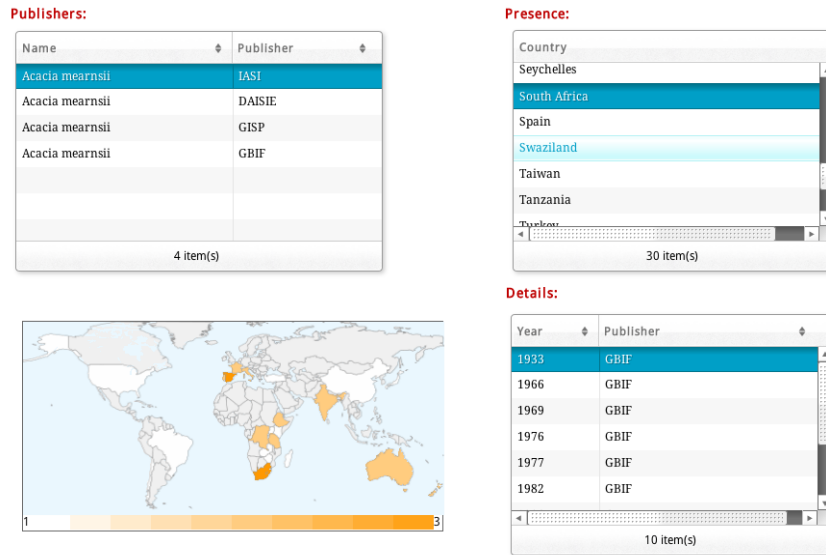 Publishers:
Name Publisher
Acacia mearnsii IASI
Acacia mearnsii DAISIE
Acacia mearnsii GISP
Acacia mearnsii GBIF
4 item(s)
Presence:
Country
Seychelles
South Africa
Spain
Swaziland
Taiwan
Tanzania
Turkey
30 item(s)
1 3
Details:
Year Publisher
1933 GBIF
1966 GBIF
1969 GBIF
1976 GBIF
1977 GBIF
1982 GBIF
10 item(s)